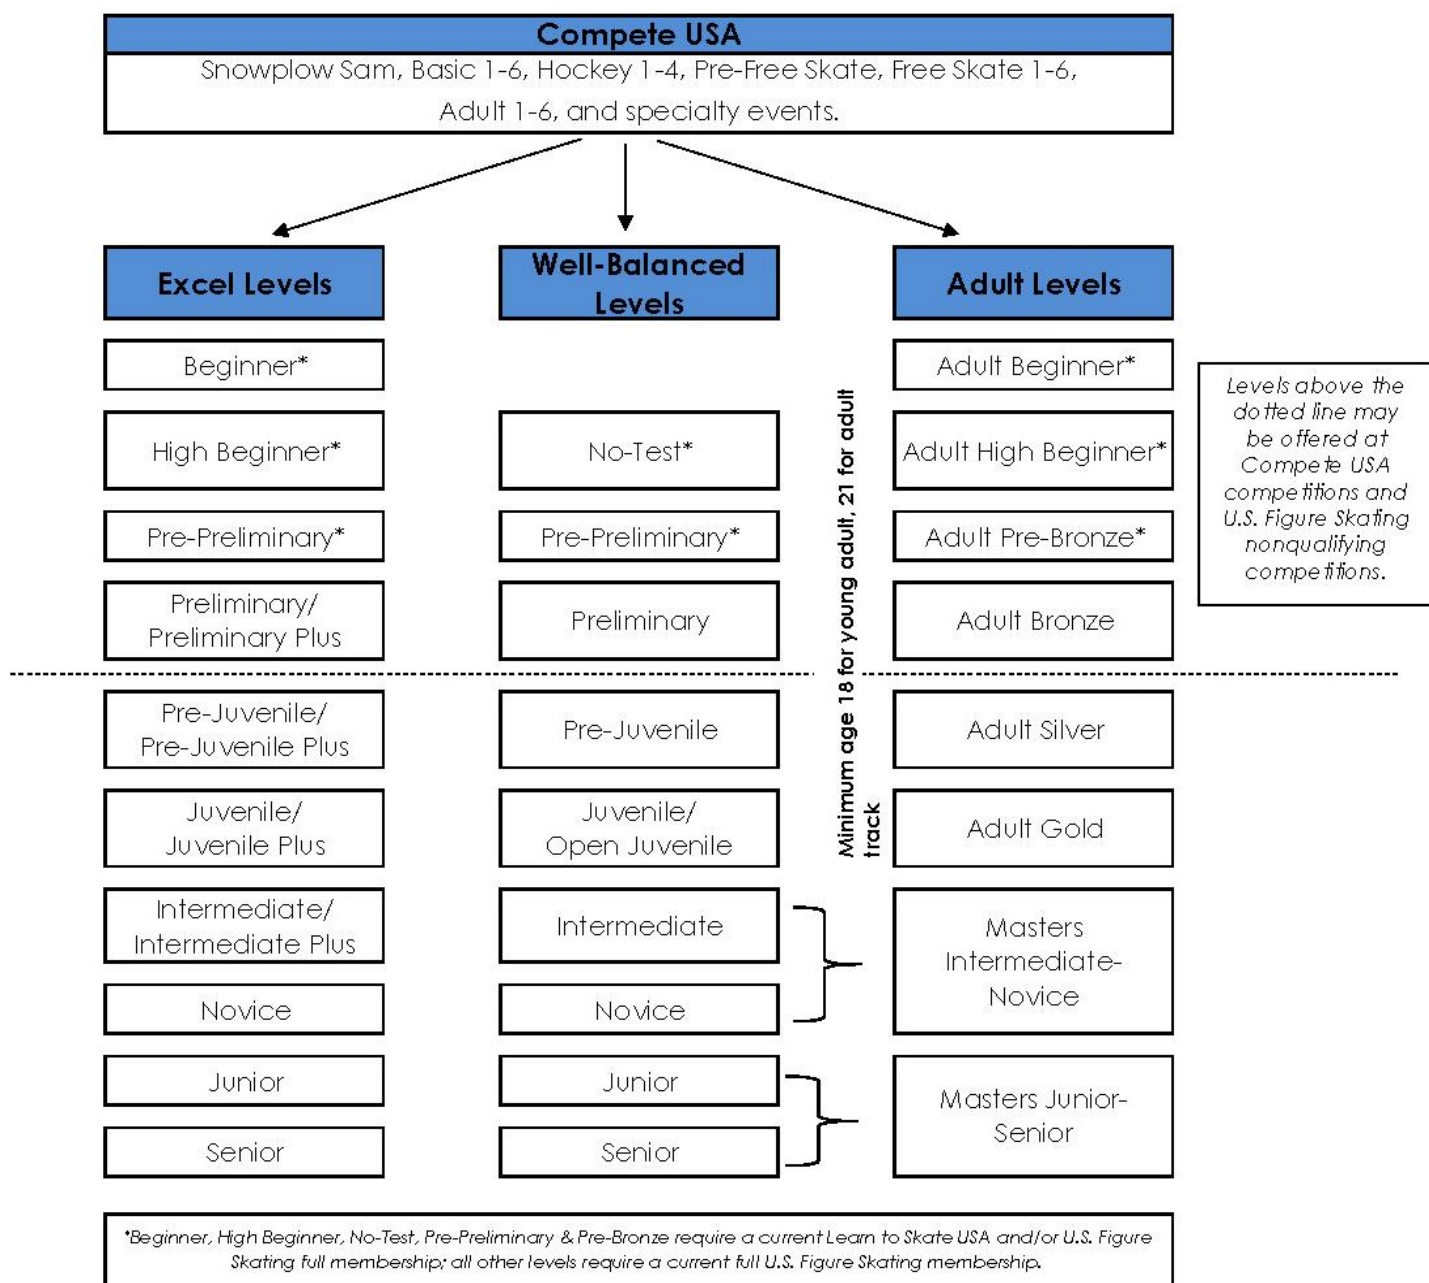 Compete USA
Snowplow Sam, Basic 1-6, Hockey 1-4, Pre-Free Skate, Free Skate 1-6,
Adult 1-6, and specialty events.
Excel Levels
Well-Balanced
Levels
Adult Levels
Beginner*
Adult Beginner*
High Beginner*
No-Test*
Adult High Beginner*
Pre-Preliminary*
Pre-Preliminary*
Adult Pre-Bronze*
Preliminary/
Preliminary Plus
Preliminary
Adult Bronze
Levels above the
dotted line may
be offered at
Compete USA
competitions and
U.S. Figure Skating
nonqualifying
competitions.
Minimum age 18 for young adult, 21 for adult
track
Pre-Juvenile/
Pre-Juvenile Plus
Pre-Juvenile
Adult Silver
Juvenile/
Juvenile Plus
Juvenile/
Open Juvenile
Adult Gold
Intermediate/
Intermediate Plus
Intermediate
Masters
Intermediate-
Novice
Novice
Novice
Junior
Junior
Masters Junior-
Senior
Senior
Senior
*Beginner, High Beginner, No-Test, Pre-Preliminary & Pre-Bronze require a current Learn to Skate USA and/or U.S. Figure
Skating full membership; all other levels require a current full U.S. Figure Skating membership.